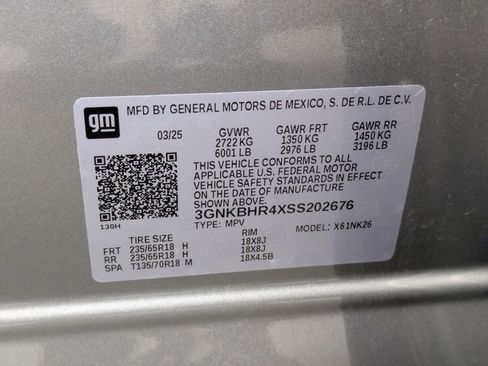 gm
MFD BY GENERAL MOTORS DE MEXICO, S. DE R.L. DE C.V.
03/25 GVWR GAWR FRT GAWR RR
2722 KG 1350 KG 1450 KG
6001 LB 2976 LB 3196 LB
THIS VEHICLE CONFORMS TO ALL
APPLICABLE U.S. FEDERAL MOTOR
VEHICLE SAFETY STANDARDS IN EFFECT
ON THE DATE OF MANUFACTURE SHOWN ABOVE.
3GNKBHR4XSS202676
130H TYPE: MPV MODEL: X61NK26
TIRE SIZE RIM
FRT 235/65R18 H 18X8J
RR 235/65R18 H 18X8J
SPA T135/70R18 M 18X4.5B